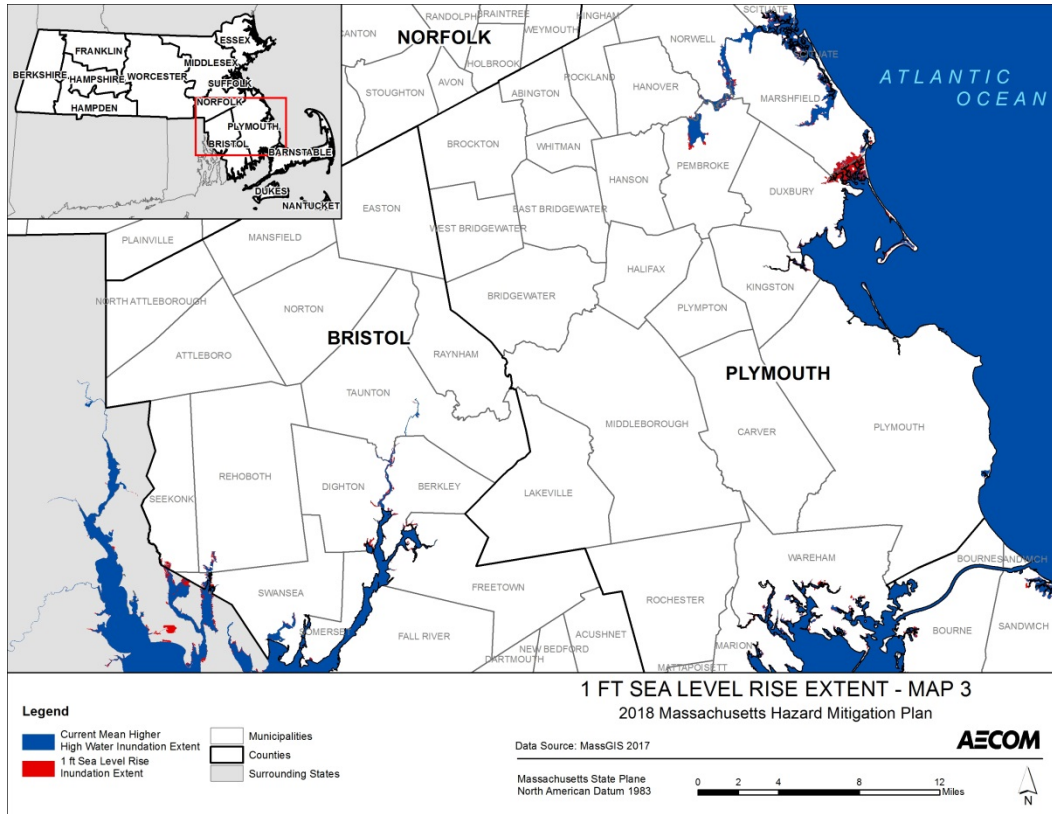 ESSEX
FRANKLIN
MIDDLESEX
BERKSHIRE
HAMPSHIRE
WORCESTER
SUFFOLK
HAMPDEN
NORFOLK
PLYMOUTH
BRISTOL
BARNSTABLE
DUKES
NANTUCKET
RANDOLPH
BRAINTREE
HINGHAM
SCITUATE
CANTON
NORFOLK
WEYMOUTH
NORWELL
SCITUATE
HOLBROOK
STOUGHTON
AVON
ROCKLAND
HANOVER
ATLANTIC
OCEAN
ABINGTON
MARSHFIELD
BROCKTON
WHITMAN
PEMBROKE
HANSON
DUXBURY
EASTON
EAST BRIDGEWATER
WEST BRIDGEWATER
PLAINVILLE
MANSFIELD
HALIFAX
BRIDGEWATER
KINGSTON
NORTH ATTLEBOROUGH
NORTON
PLYMPTON
BRISTOL
ATTLEBORO
RAYNHAM
PLYMOUTH
TAUNTON
MIDDLEBOROUGH
CARVER
PLYMOUTH
REHOBOTH
DIGHTON
BERKLEY
SEEKONK
LAKEVILLE
WAREHAM
BOURNE
SANDWICH
SWANSEA
FREETOWN
ROCHESTER
SOMERSET
FALL RIVER
ACUSHNET
BOURNE
SANDWICH
NEW BEDFORD
MARION
DARTMOUTH
MATTAPOISETT
1 FT SEA LEVEL RISE EXTENT - MAP 3
2018 Massachusetts Hazard Mitigation Plan
Legend
Current Mean Higher
High Water Inundation Extent
1 ft Sea Level Rise
Inundation Extent
Municipalities
Counties
Surrounding States
Data Source: MassGIS 2017
AECOM
Massachusetts State Plane
North American Datum 1983
0 2 4 8 12
Miles
N